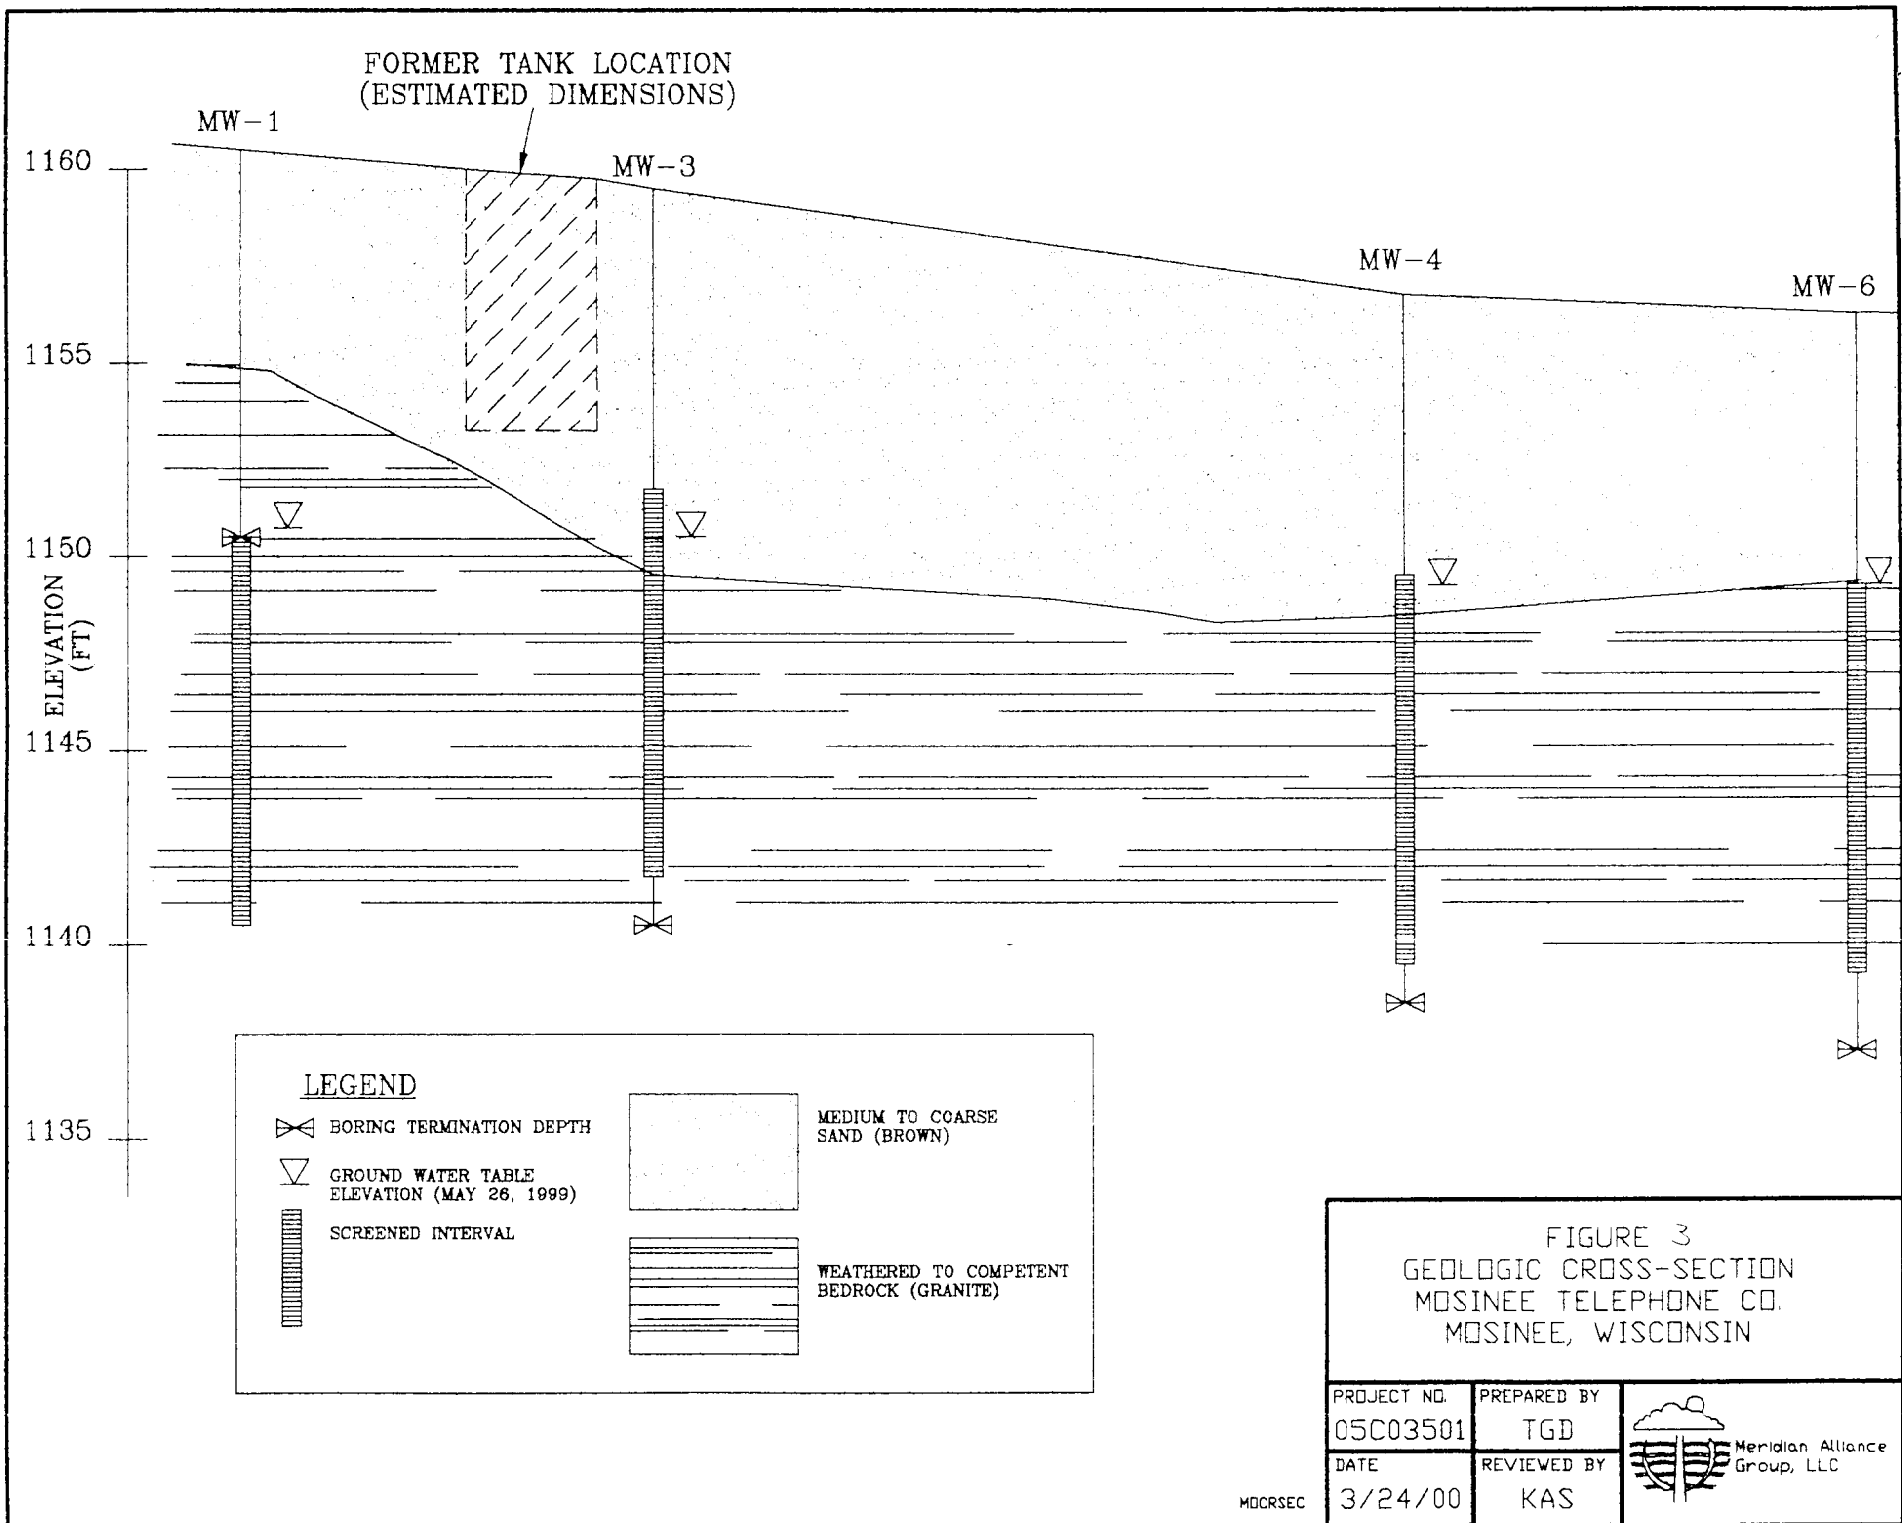 FORMER TANK LOCATION
(ESTIMATED DIMENSIONS)
MW-1
MW-3
MW-4
MW-6
1160
1155
1150
1145
1140
1135
ELEVATION
(FT)
LEGEND
BORING TERMINATION DEPTH
GROUND WATER TABLE
ELEVATION (MAY 26, 1999)
SCREENED INTERVAL
MEDIUM TO COARSE
SAND (BROWN)
WEATHERED TO COMPETENT
BEDROCK (GRANITE)
FIGURE 3
GEOLOGIC CROSS-SECTION
MOSINEE TELEPHONE CO.
MOSINEE, WISCONSIN
PROJECT NO.
05C03501
PREPARED BY
TGD
DATE
3/24/00
REVIEWED BY
KAS
Meridian Alliance
Group, LLC
MOCRSEC